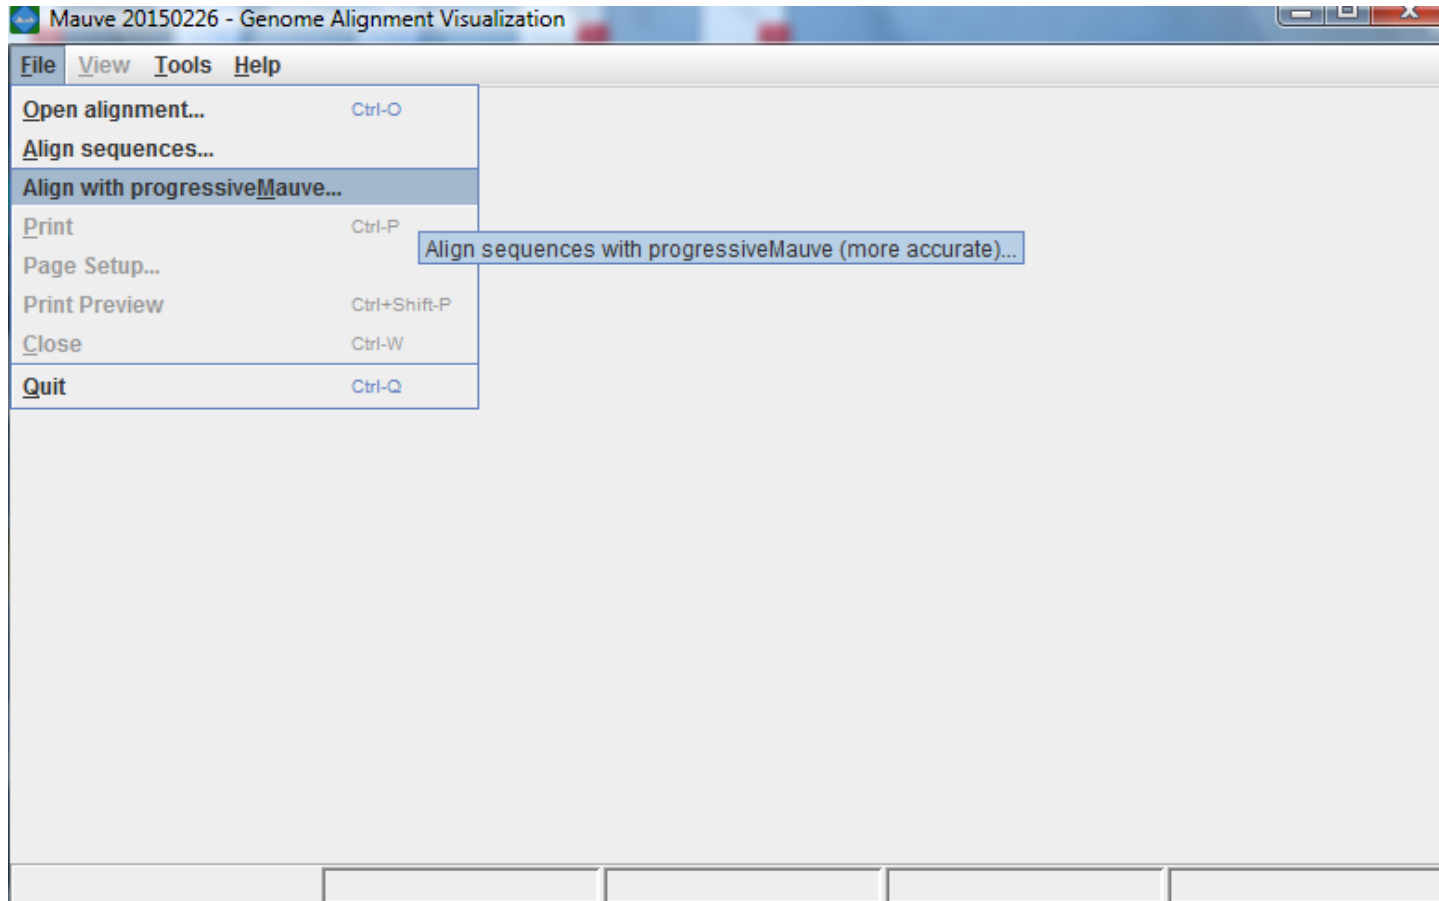 Mauve 20150226 - Genome Alignment Visualization
File View Tools Help
Open alignment... Ctrl-O
Align sequences...
Align with progressiveMauve...
Print Ctrl-P
Align sequences with progressiveMauve (more accurate)...
Page Setup...
Print Preview Ctrl+Shift-P
Close Ctrl-W
Quit Ctrl-Q